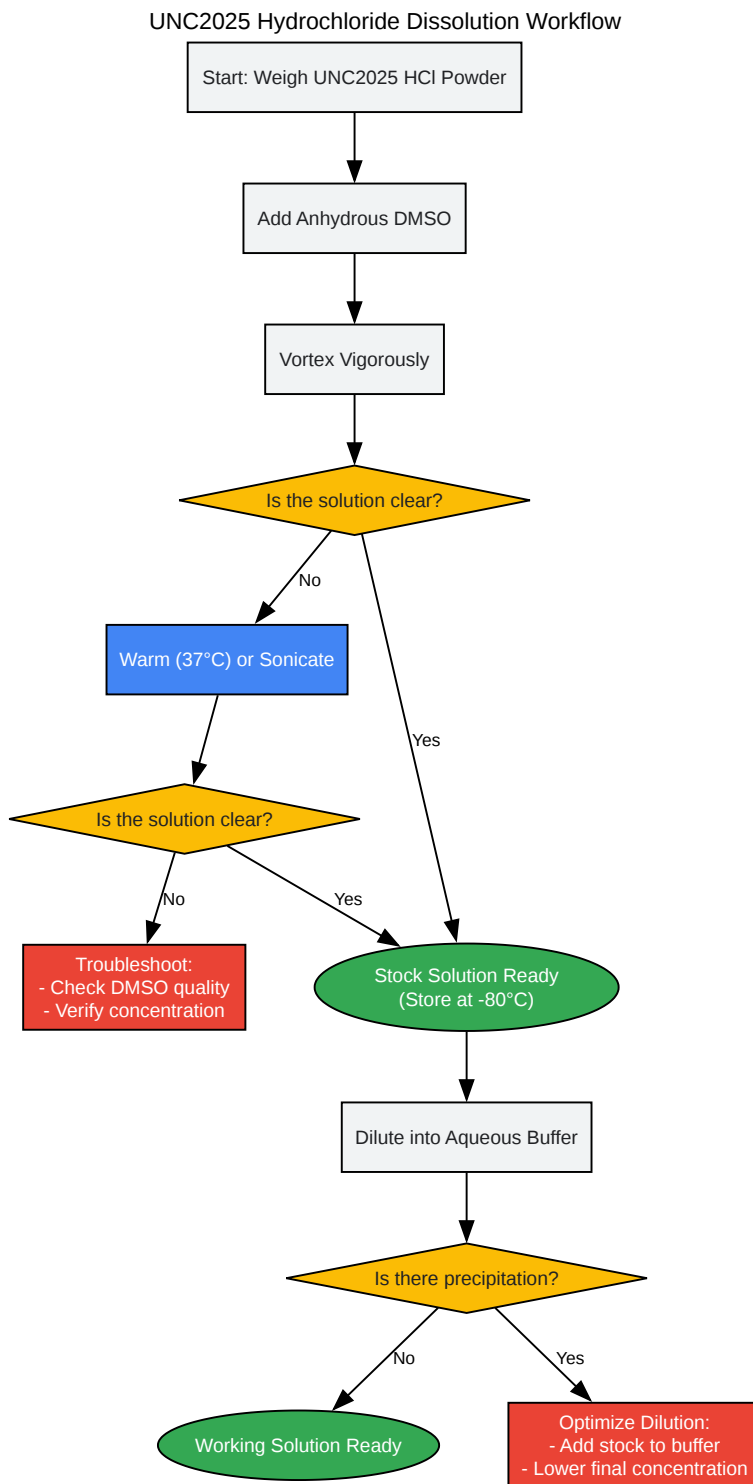 UNC2025 Hydrochloride Dissolution Workflow
Start: Weigh UNC2025 HCl Powder
Add Anhydrous DMSO
Vortex Vigorously
Is the solution clear?
No
Warm (37°C) or Sonicate
Yes
Is the solution clear?
No
Yes
Troubleshoot:
- Check DMSO quality
- Verify concentration
Stock Solution Ready
(Store at -80°C)
Dilute into Aqueous Buffer
Is there precipitation?
No
Yes
Working Solution Ready
Optimize Dilution:
- Add stock to buffer
- Lower final concentration